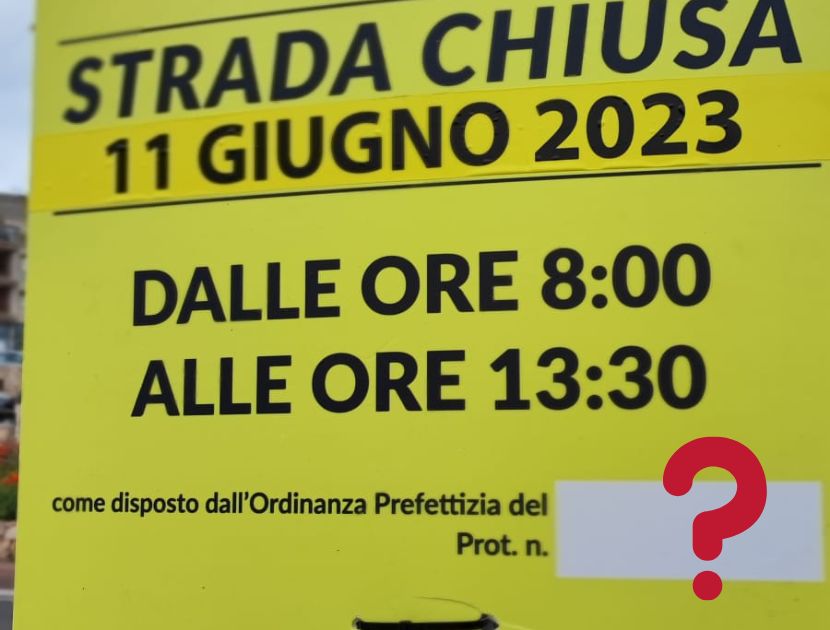 STRADA CHIUSA
11 GIUGNO 2023
DALLE ORE 8:00
ALLE ORE 13:30
come disposto dall'Ordinanza Prefettizia del
Prot. n.
?